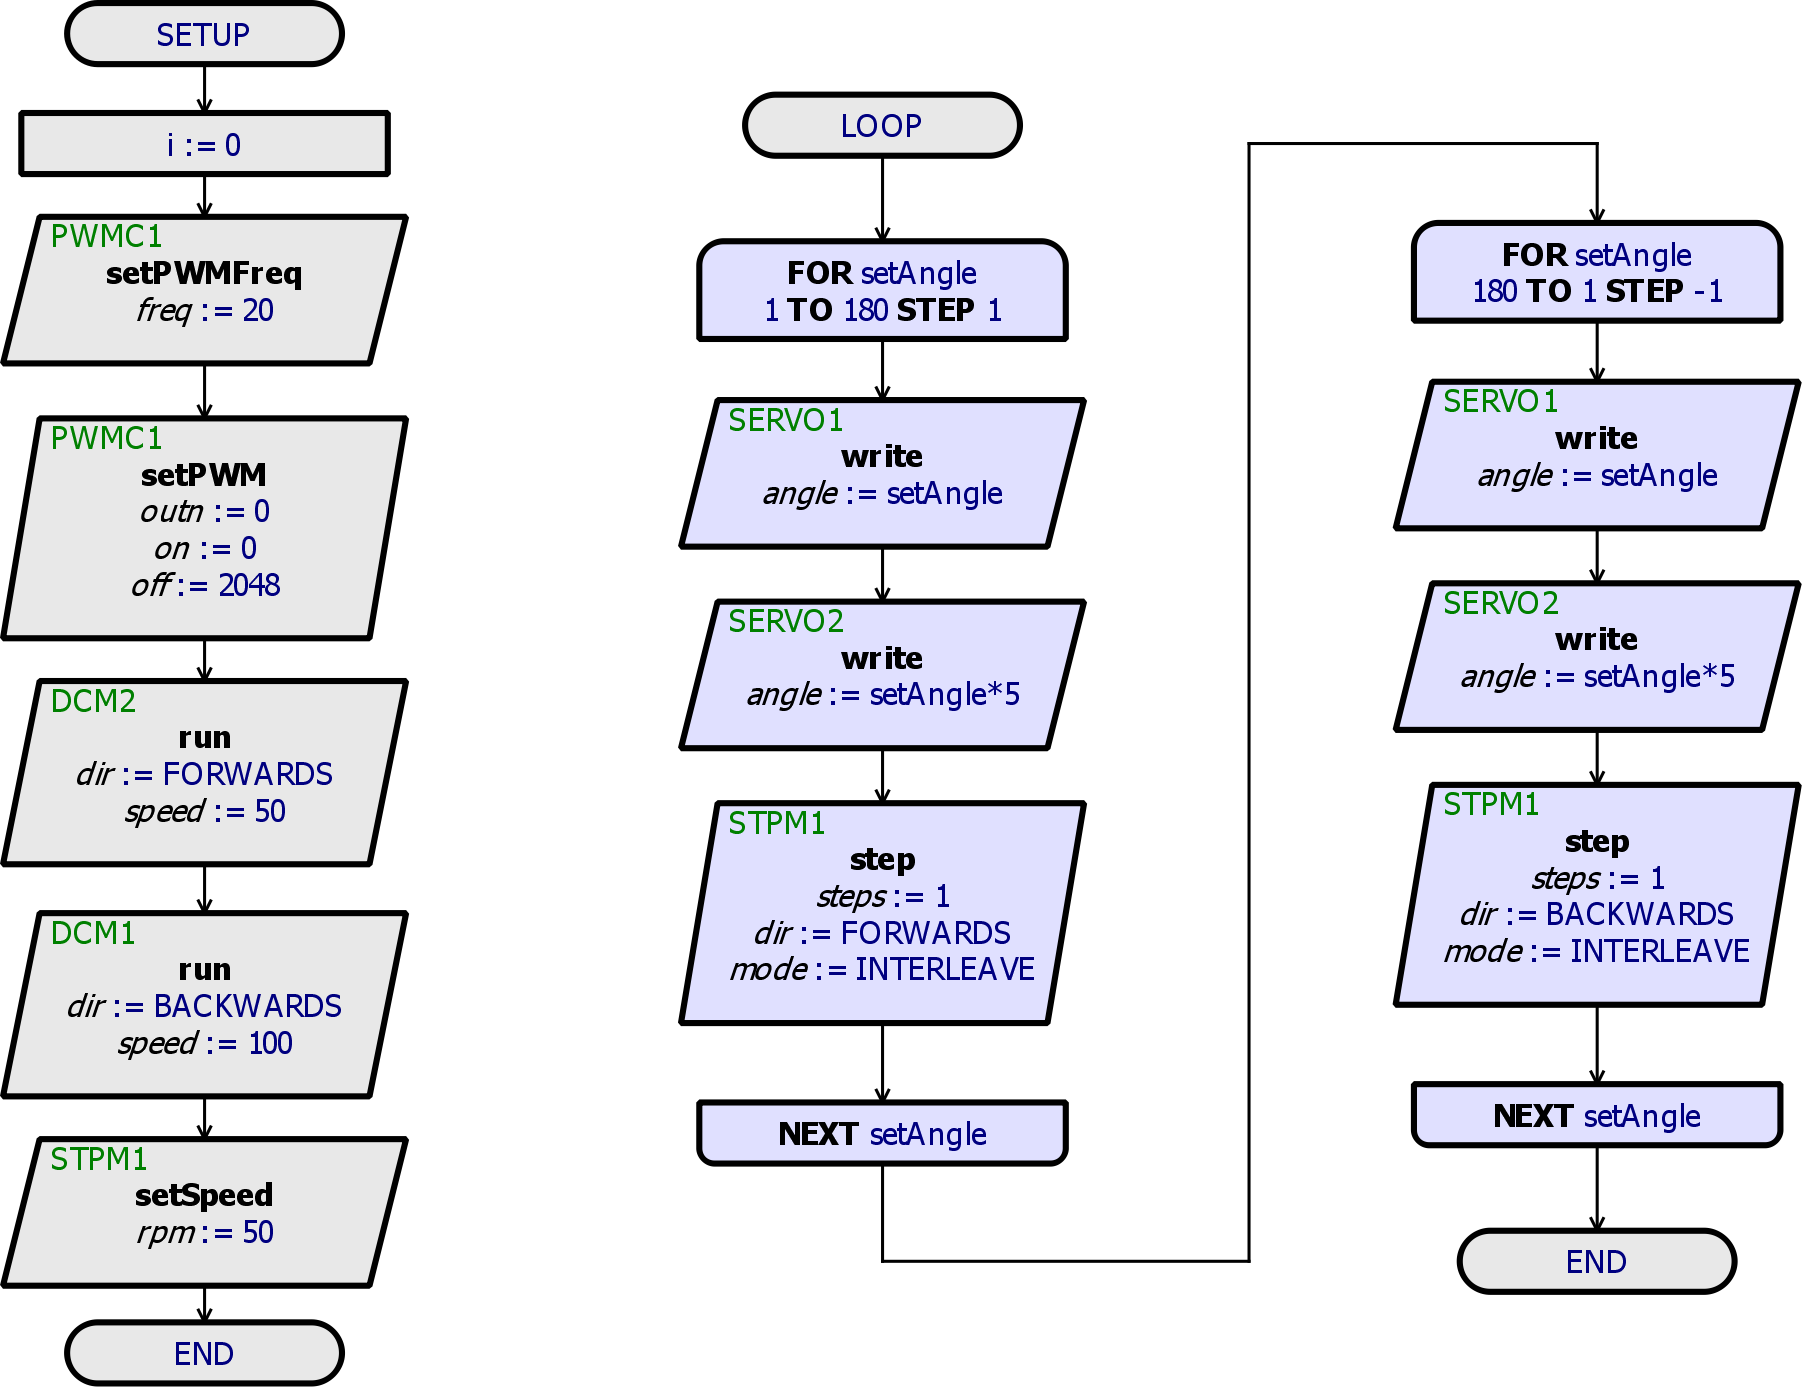 SETUP
i := 0
PWMC1
setPWMFreq
freq := 20
PWMC1
setPWM
outn := 0
on := 0
off := 2048
DCM2
run
dir := FORWARDS
speed := 50
DCM1
run
dir := BACKWARDS
speed := 100
STPM1
setSpeed
rpm := 50
END
LOOP
FOR setAngle
1 TO 180 STEP 1
SERVO1
write
angle := setAngle
SERVO2
write
angle := setAngle*5
STPM1
step
steps := 1
dir := FORWARDS
mode := INTERLEAVE
NEXT setAngle
FOR setAngle
180 TO 1 STEP -1
SERVO1
write
angle := setAngle
SERVO2
write
angle := setAngle*5
STPM1
step
steps := 1
dir := BACKWARDS
mode := INTERLEAVE
NEXT setAngle
END